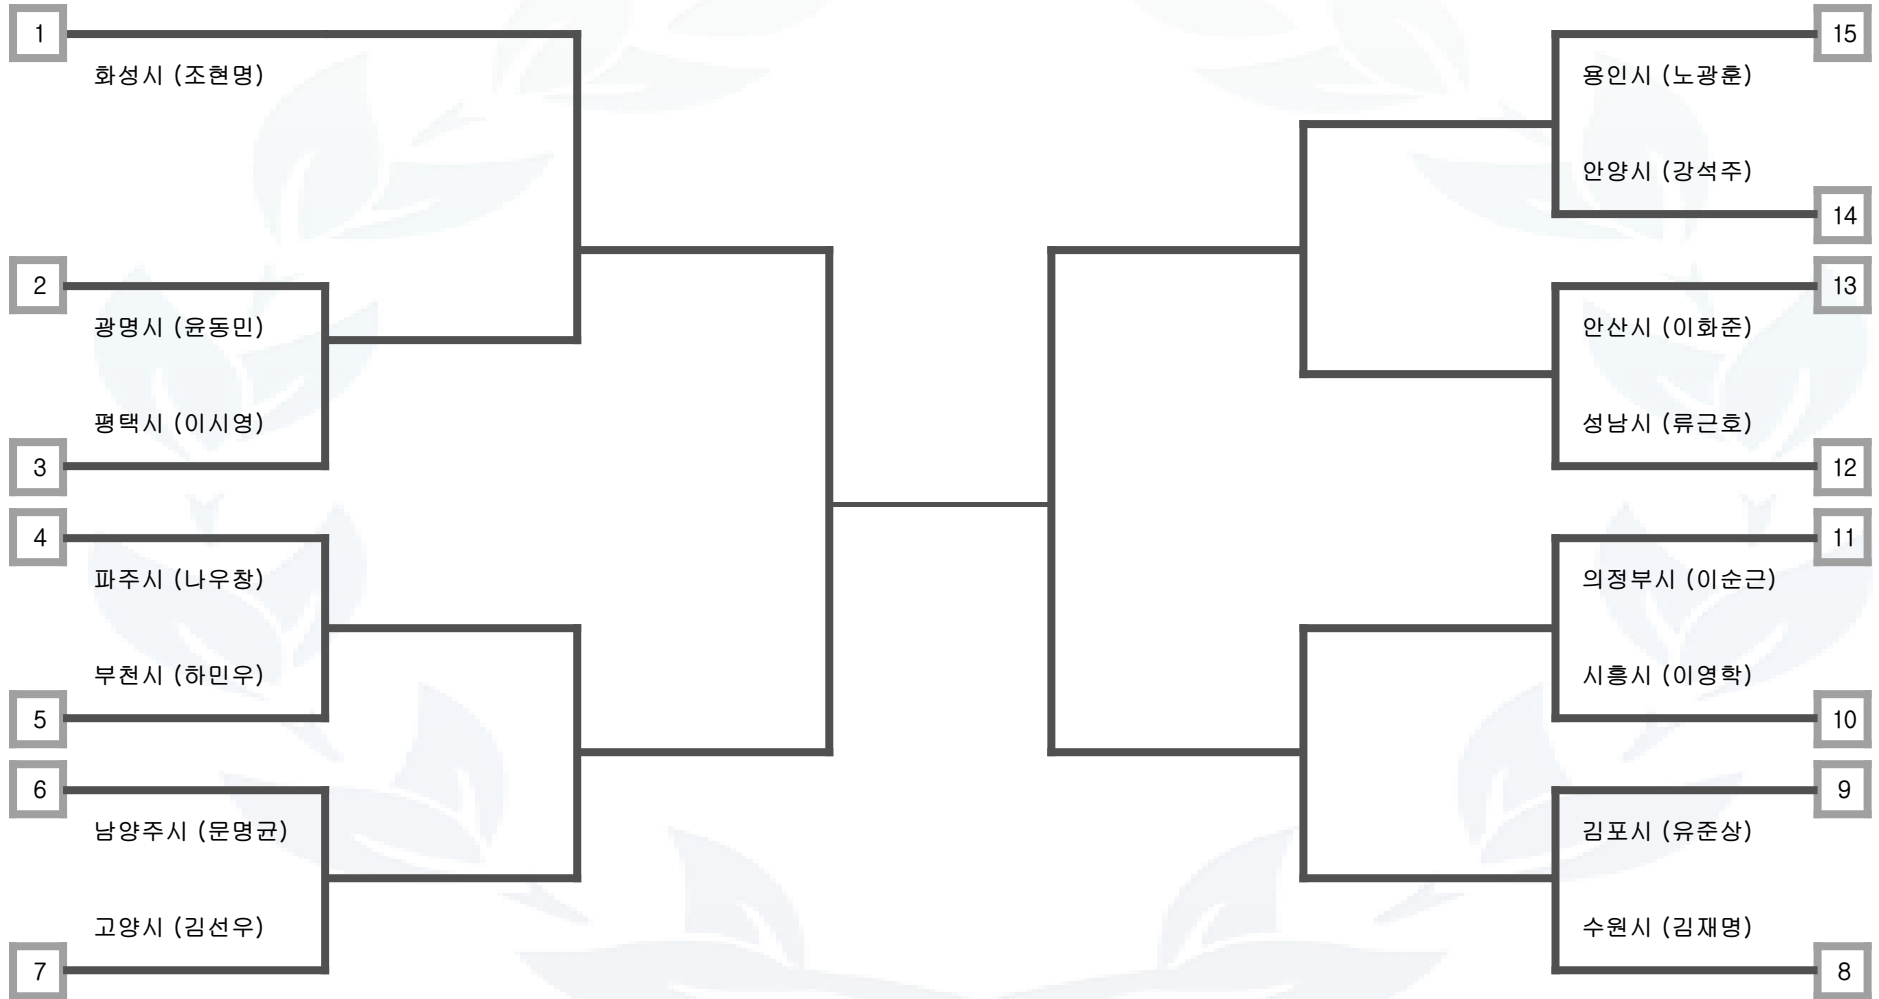 1
화성시 (조현명)
2
광명시 (윤동민)
평택시 (이시영)
3
4
파주시 (나우창)
부천시 (하민우)
5
6
남양주시 (문명균)
고양시 (김선우)
7
15
용인시 (노광훈)
안양시 (강석주)
14
13
안산시 (이화준)
성남시 (류근호)
12
11
의정부시 (이순근)
시흥시 (이영학)
10
9
김포시 (유준상)
수원시 (김재명)
8